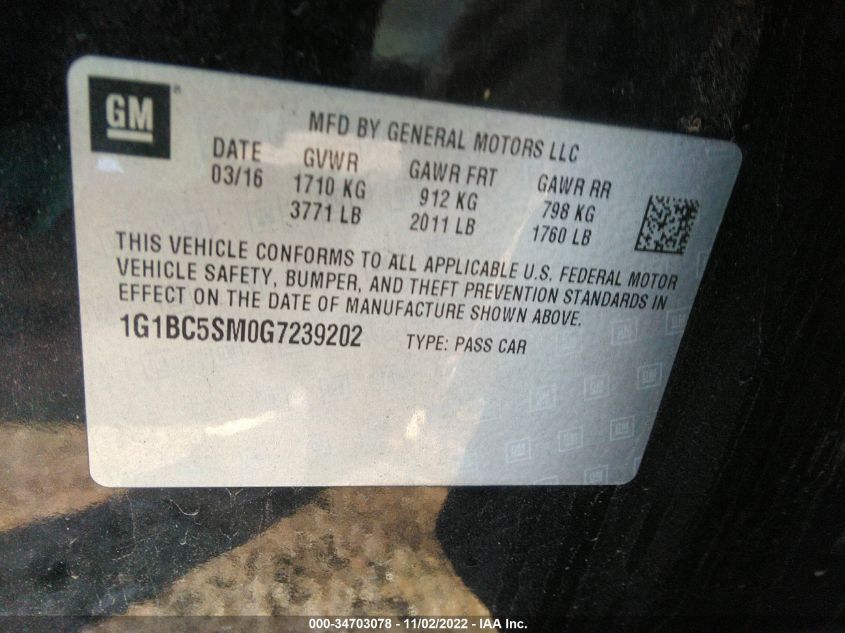 GM
MFD BY GENERAL MOTORS LLC
DATE GVWR GAWR FRT GAWR RR
03/16 1710 KG 912 KG 798 KG
3771 LB 2011 LB 1760 LB
THIS VEHICLE CONFORMS TO ALL APPLICABLE U.S. FEDERAL MOTOR
VEHICLE SAFETY, BUMPER, AND THEFT PREVENTION STANDARDS IN
EFFECT ON THE DATE OF MANUFACTURE SHOWN ABOVE.
1G1BC5SM0G7239202 TYPE: PASS CAR
000-34703078 - 11/02/2022 - © IAA Inc.